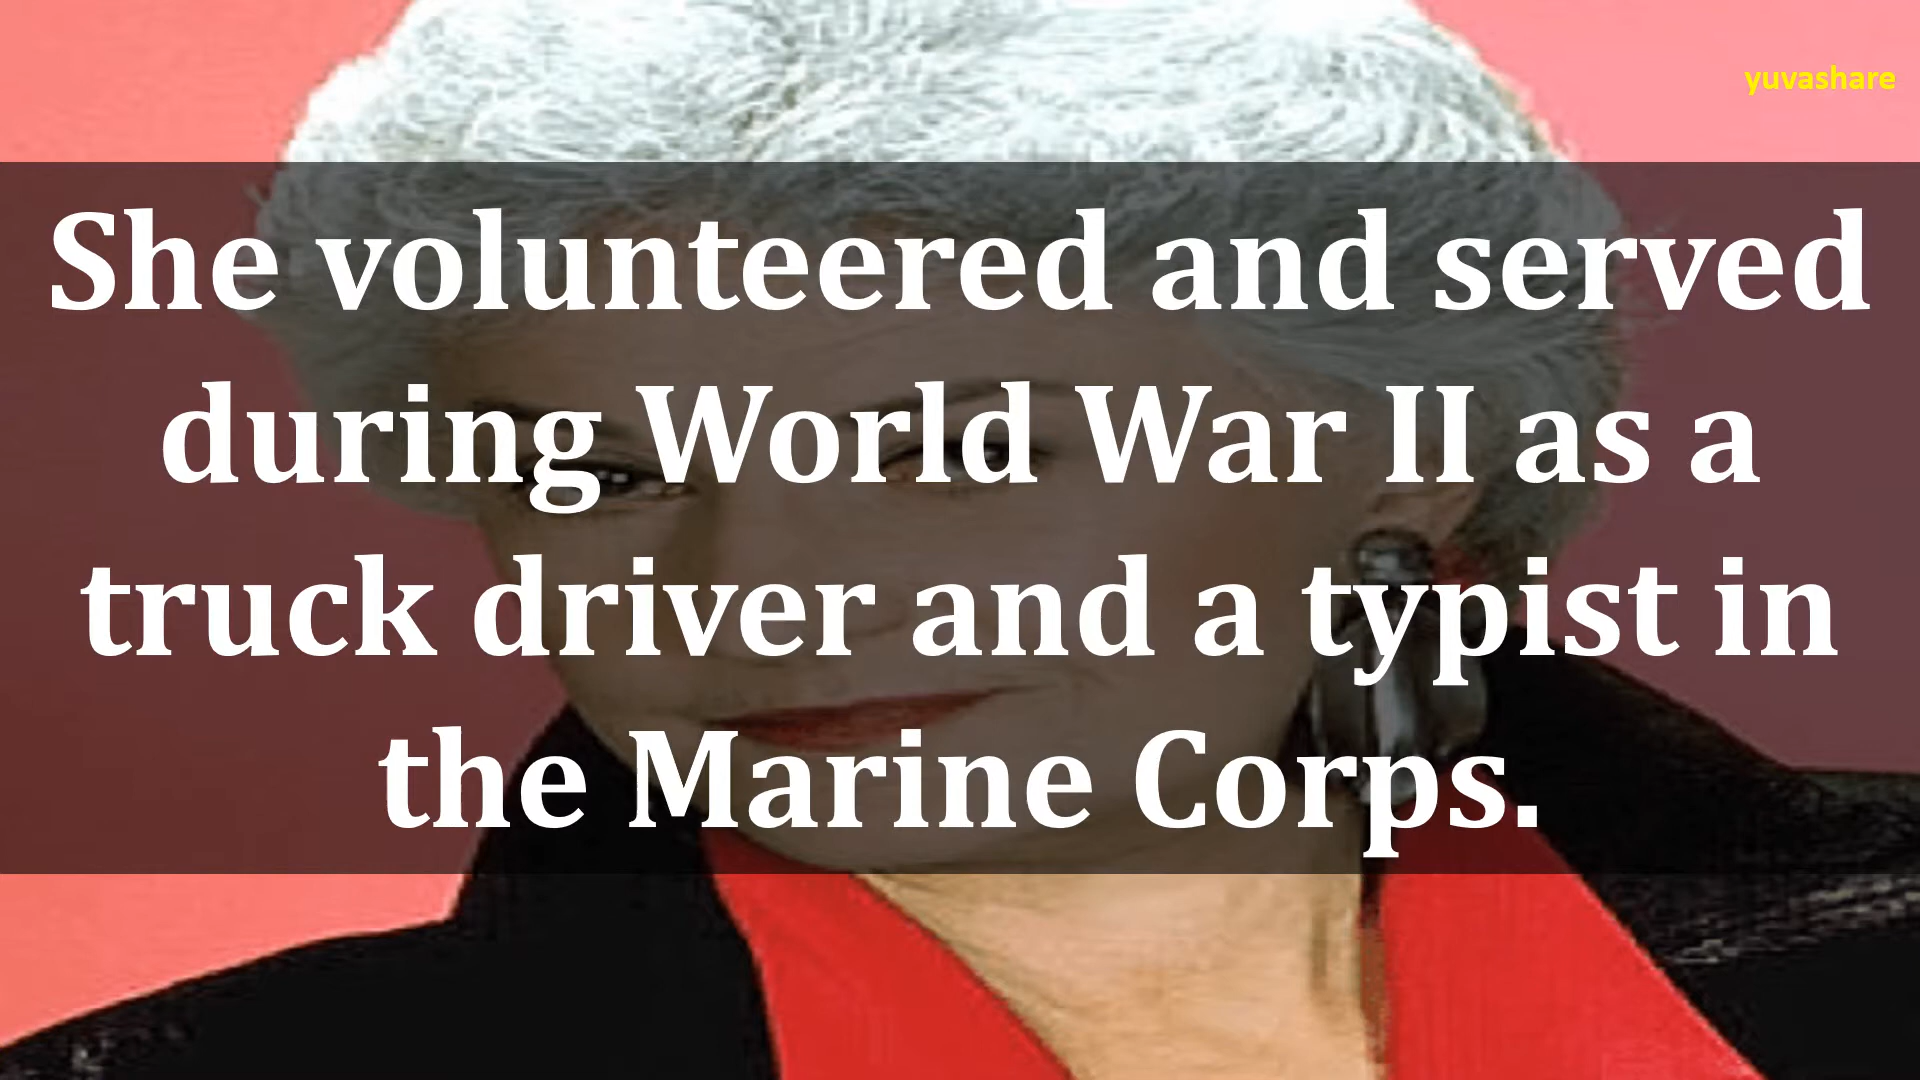 yuvashare
She volunteered and served
during World War II as a
truck driver and a typist in
the Marine Corps.